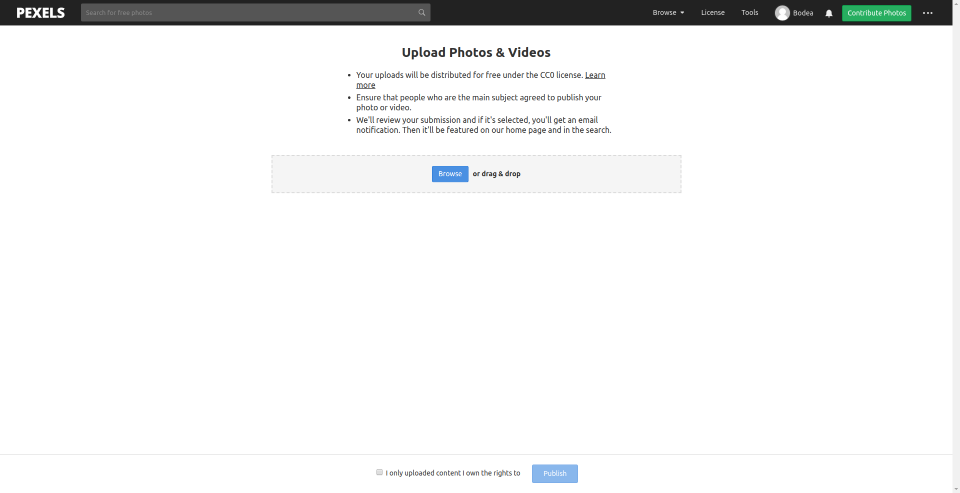 PEXELS
Search for free photos
Browse
License
Tools
Bodea
Contribute Photos
Upload Photos & Videos
• Your uploads will be distributed for free under the CC0 license. Learn
more
• Ensure that people who are the main subject agreed to publish your
photo or video.
• We'll review your submission and if it's selected, you'll get an email
notification. Then it'll be featured on our home page and in the search.
Browse or drag & drop
I only uploaded content I own the rights to
Publish